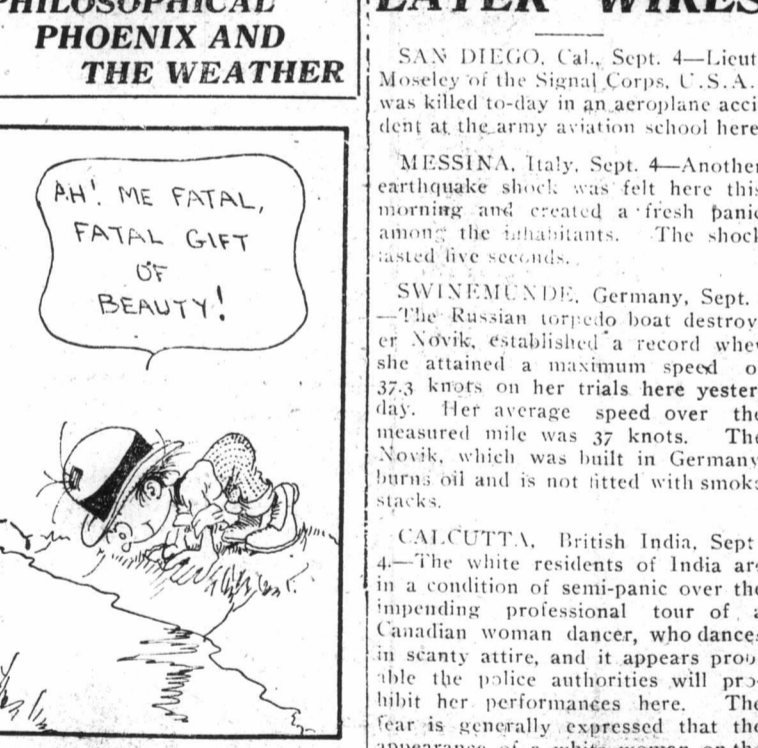 PHILOSOPHICAL
PHOENIX AND
THE WEATHER
AH! ME FATAL,
FATAL GIFT
OF
BEAUTY!
LATER WIRES
SAN DIEGO, Cal., Sept. 4—Lieut
Moseley of the Signal Corps, U.S.A.
was killed to-day in an aeroplane acci
dent at the army aviation school here
MESSINA, Italy, Sept. 4—Another
earthquake shock was felt here this
morning and created a fresh panic
among the inhabitants. The shock
lasted five seconds.
SWINEMUNDE, Germany, Sept.
—The Russian torpedo boat destroy
er Novik, established a record when
she attained a maximum speed o
37.3 knots on her trials here yester
day. Her average speed over the
measured mile was 37 knots. The
Novik, which was built in Germany
burns oil and is not fitted with smoke
stacks.
CALCUTTA, British India, Sept
4.—The white residents of India are
in a condition of semi-panic over the
impending professional tour of a
Canadian woman dancer, who dances
in scanty attire, and it appears prob
able the police authorities will pro
hibit her performances here. The
fear is generally expressed that the
appearance of a white woman on the